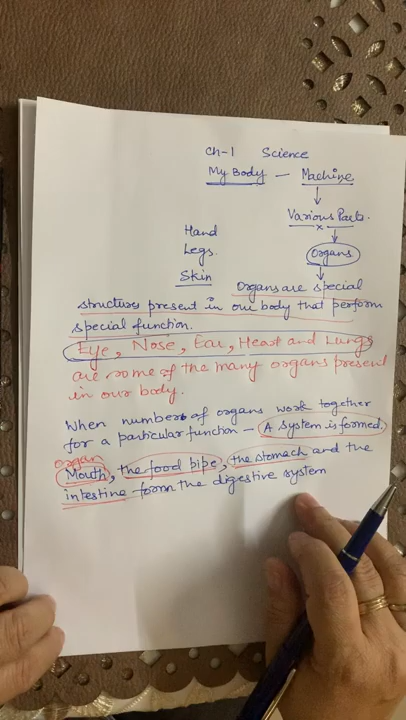 Ch-1 Science
My Body — Machine
Various Parts.
Hand
Legs.
Organs
Skin
Organs are special
structures present in our body that perform
special function.
Eye, Nose, Ear, Heart and Lungs
are some of the many organs present
in our body.
When numbers of organs work together
for a particular function - A system is formed.
organ
Mouth, the food pipe, the stomach and the
intestine form the digestive system